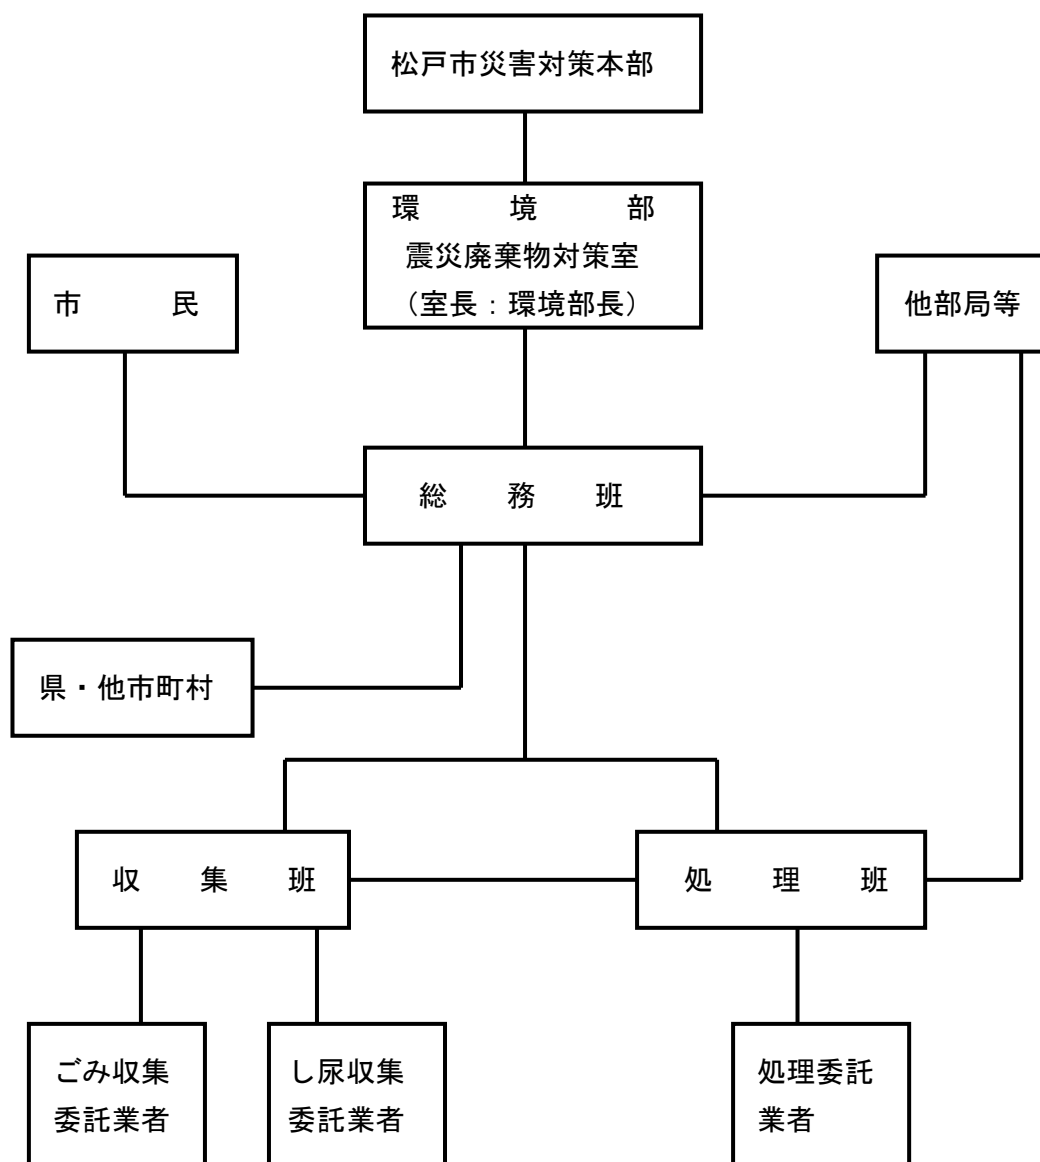 松戸市災害対策本部
環境部
震災廃棄物対策室
（室長：環境部長）
市民
他部局等
総務班
県・他市町村
収集班
処理班
ごみ収集
委託業者
し尿収集
委託業者
処理委託
業者